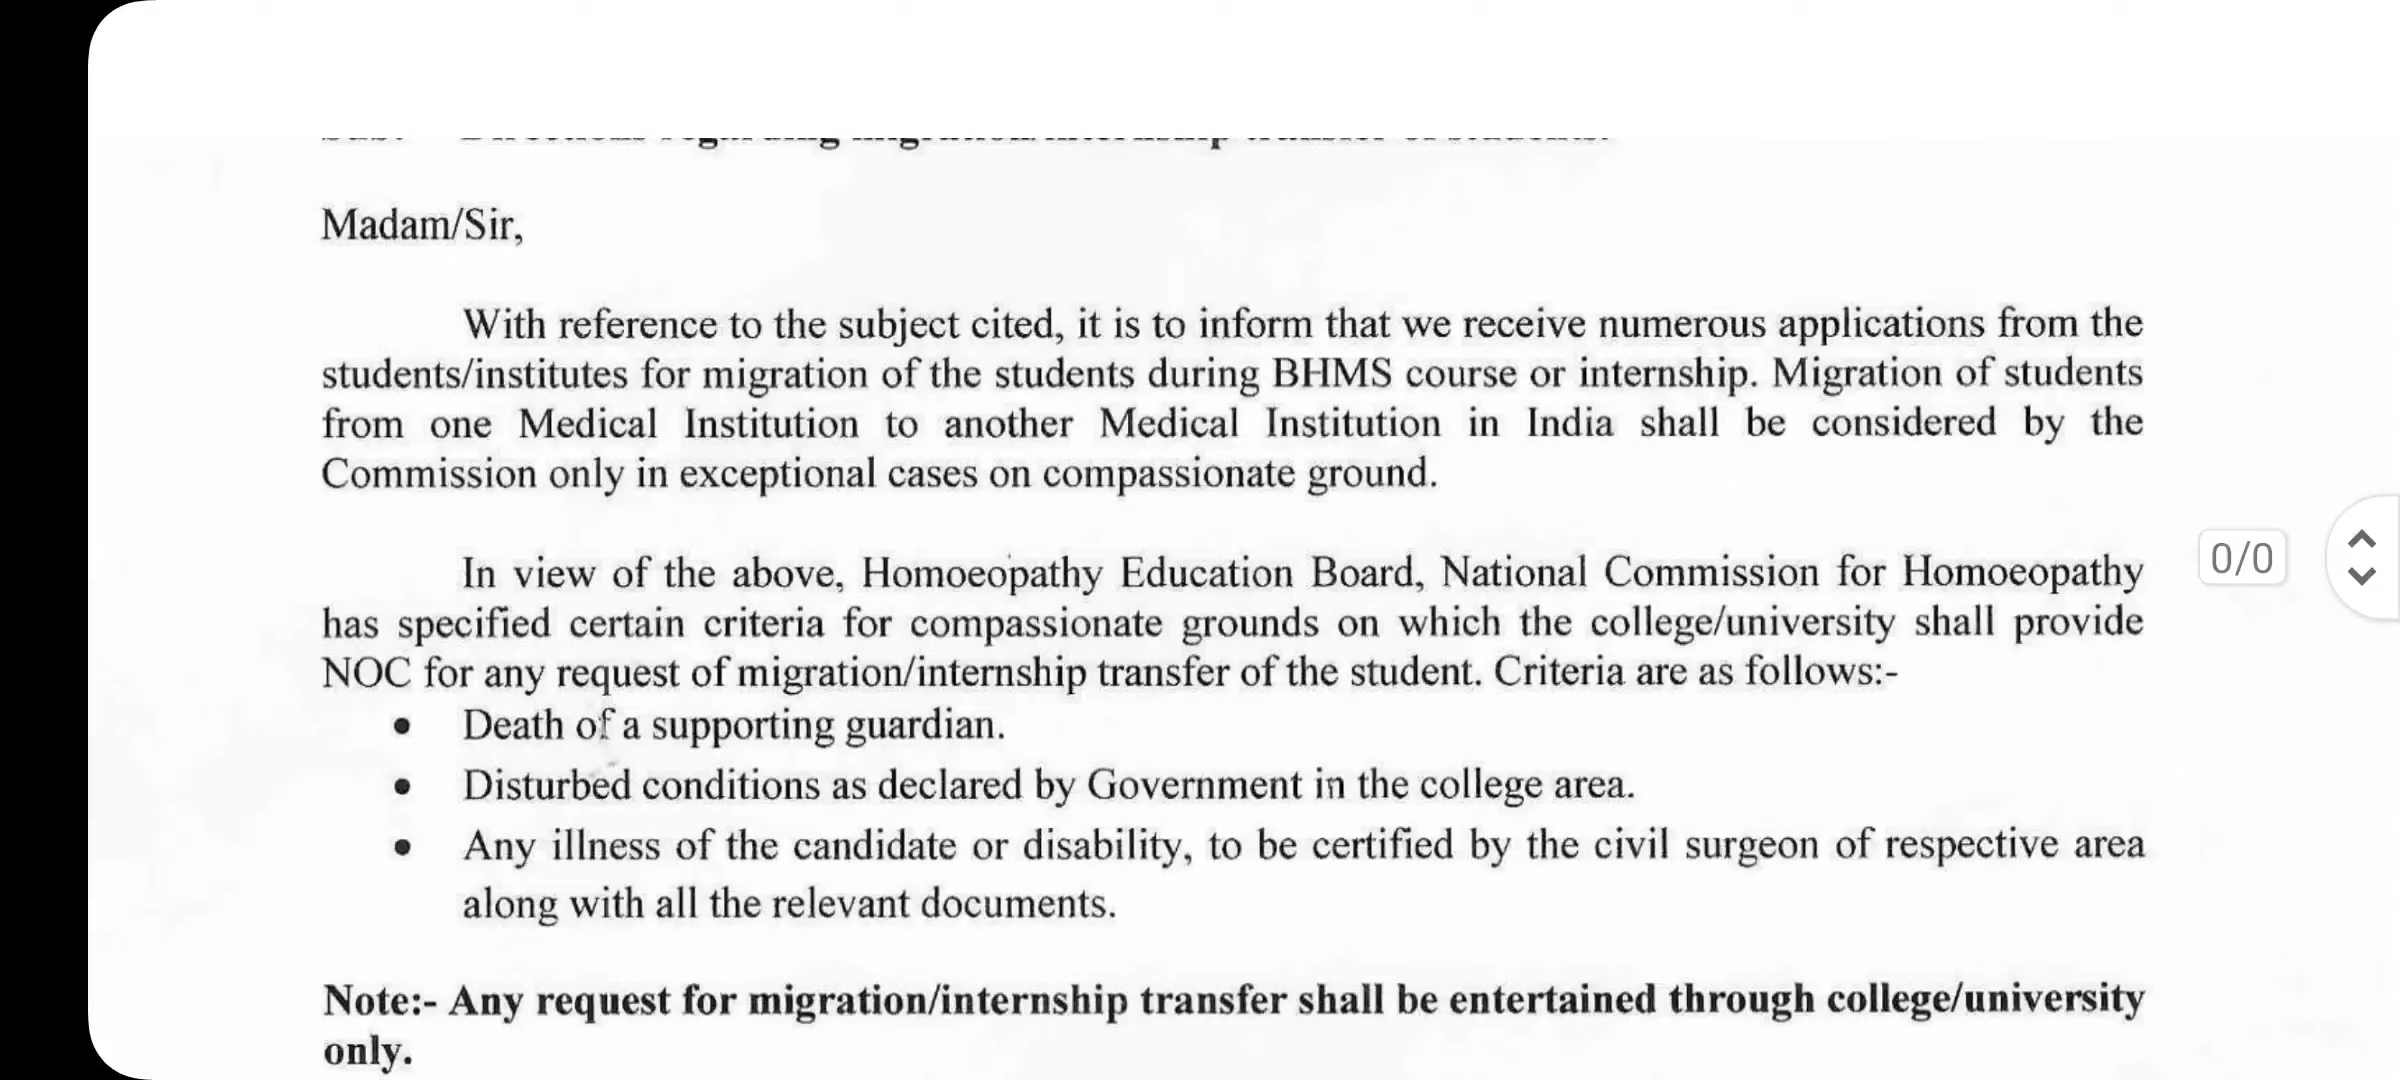 Madam/Sir,
With reference to the subject cited, it is to inform that we receive numerous applications from the
students/institutes for migration of the students during BHMS course or internship. Migration of students
from one Medical Institution to another Medical Institution in India shall be considered by the
Commission only in exceptional cases on compassionate ground.
In view of the above, Homoeopathy Education Board, National Commission for Homoeopathy
has specified certain criteria for compassionate grounds on which the college/university shall provide
NOC for any request of migration/internship transfer of the student. Criteria are as follows:-
• Death of a supporting guardian.
• Disturbed conditions as declared by Government in the college area.
• Any illness of the candidate or disability, to be certified by the civil surgeon of respective area
along with all the relevant documents.
Note:- Any request for migration/internship transfer shall be entertained through college/university
only.
0/0